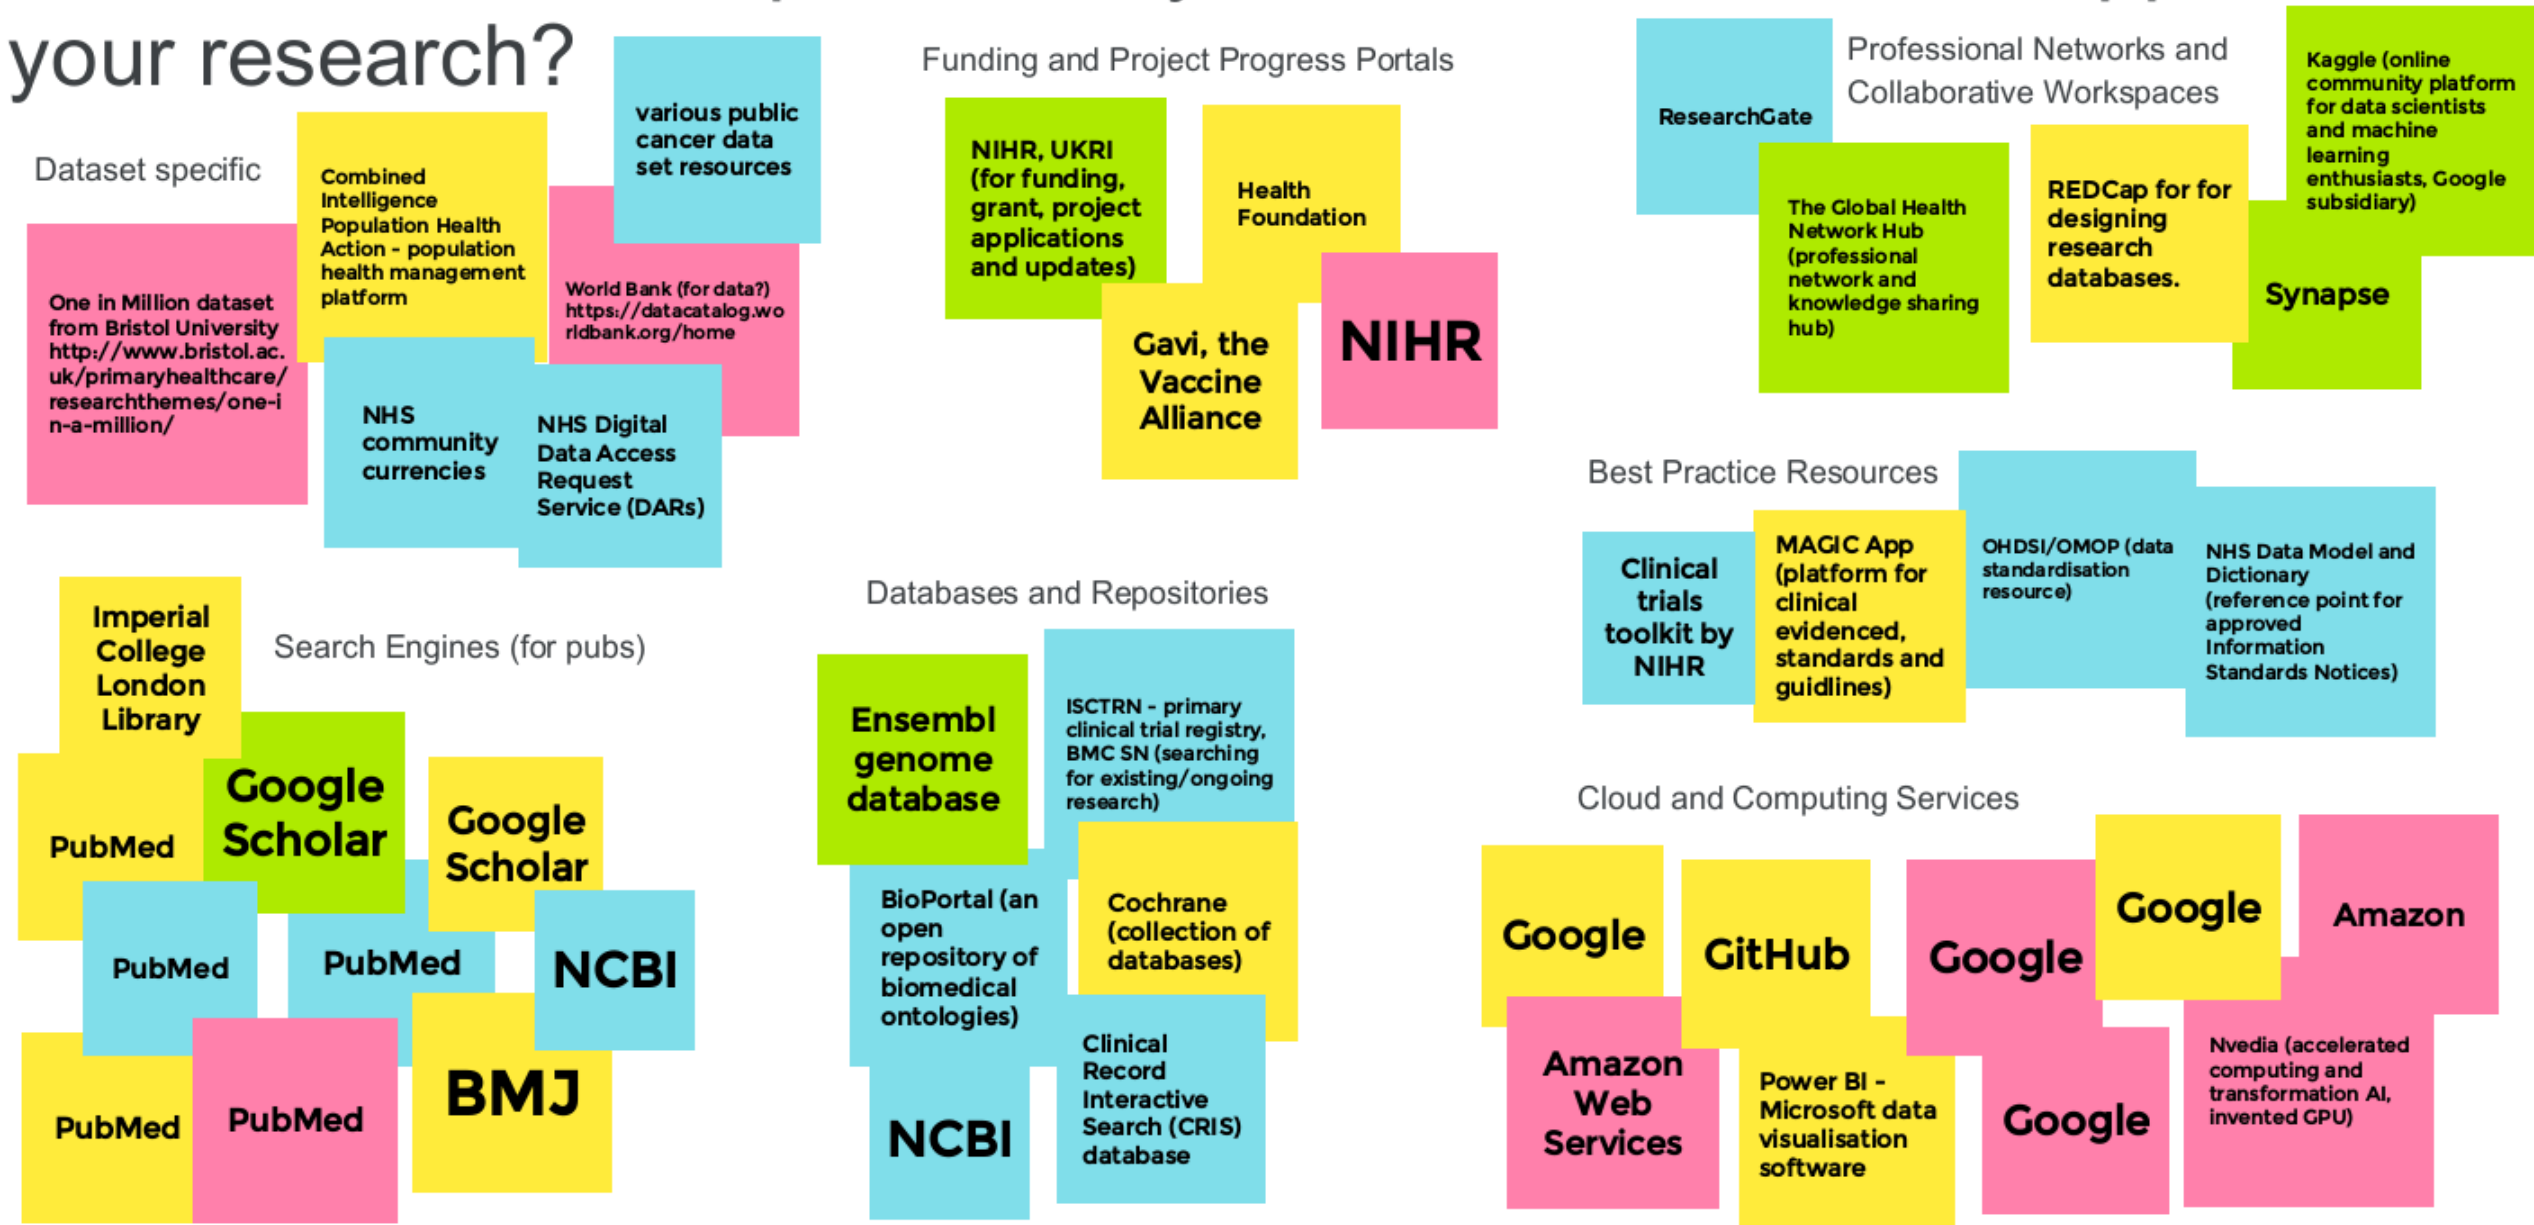 your research?
Dataset specific
One in Million dataset
from Bristol University
http://www.bristol.ac.
uk/primaryhealthcare/
researchthemes/one-i
n-a-million/
Combined
Intelligence
Population Health
Action - population
health management
platform
various public
cancer data
set resources
World Bank (for data?)
https://datacatalog.wo
rldbank.org/home
NHS
community
currencies
NHS Digital
Data Access
Request
Service (DARs)
Funding and Project Progress Portals
NIHR, UKRI
(for funding,
grant, project
applications
and updates)
Health
Foundation
Gavi, the
Vaccine
Alliance
NIHR
Professional Networks and
Collaborative Workspaces
ResearchGate
The Global Health
Network Hub
(professional
network and
knowledge sharing
hub)
REDCap for for
designing
research
databases.
Kaggle (online
community platform
for data scientists
and machine
learning
enthusiasts, Google
subsidiary)
Synapse
Best Practice Resources
Clinical
trials
toolkit by
NIHR
MAGIC App
(platform for
clinical
evidenced,
standards and
guidlines)
OHDSI/OMOP (data
standardisation
resource)
NHS Data Model and
Dictionary
(reference point for
approved
Information
Standards Notices)
Search Engines (for pubs)
Imperial
College
London
Library
PubMed
Google
Scholar
Google
Scholar
PubMed
PubMed
NCBI
PubMed
PubMed
BMJ
Databases and Repositories
Ensembl
genome
database
ISCTRN - primary
clinical trial registry,
BMC SN (searching
for existing/ongoing
research)
BioPortal (an
open
repository of
biomedical
ontologies)
Cochrane
(collection of
databases)
NCBI
Clinical
Record
Interactive
Search (CRIS)
database
Cloud and Computing Services
Google
GitHub
Google
Google
Amazon
Amazon
Web
Services
Power BI -
Microsoft data
visualisation
software
Google
Nvedia (accelerated
computing and
transformation AI,
invented GPU)